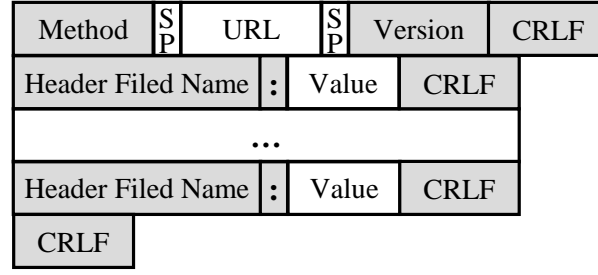 Method SP URL SP Version CRLF
Header Filed Name : Value CRLF
...
Header Filed Name : Value CRLF
CRLF